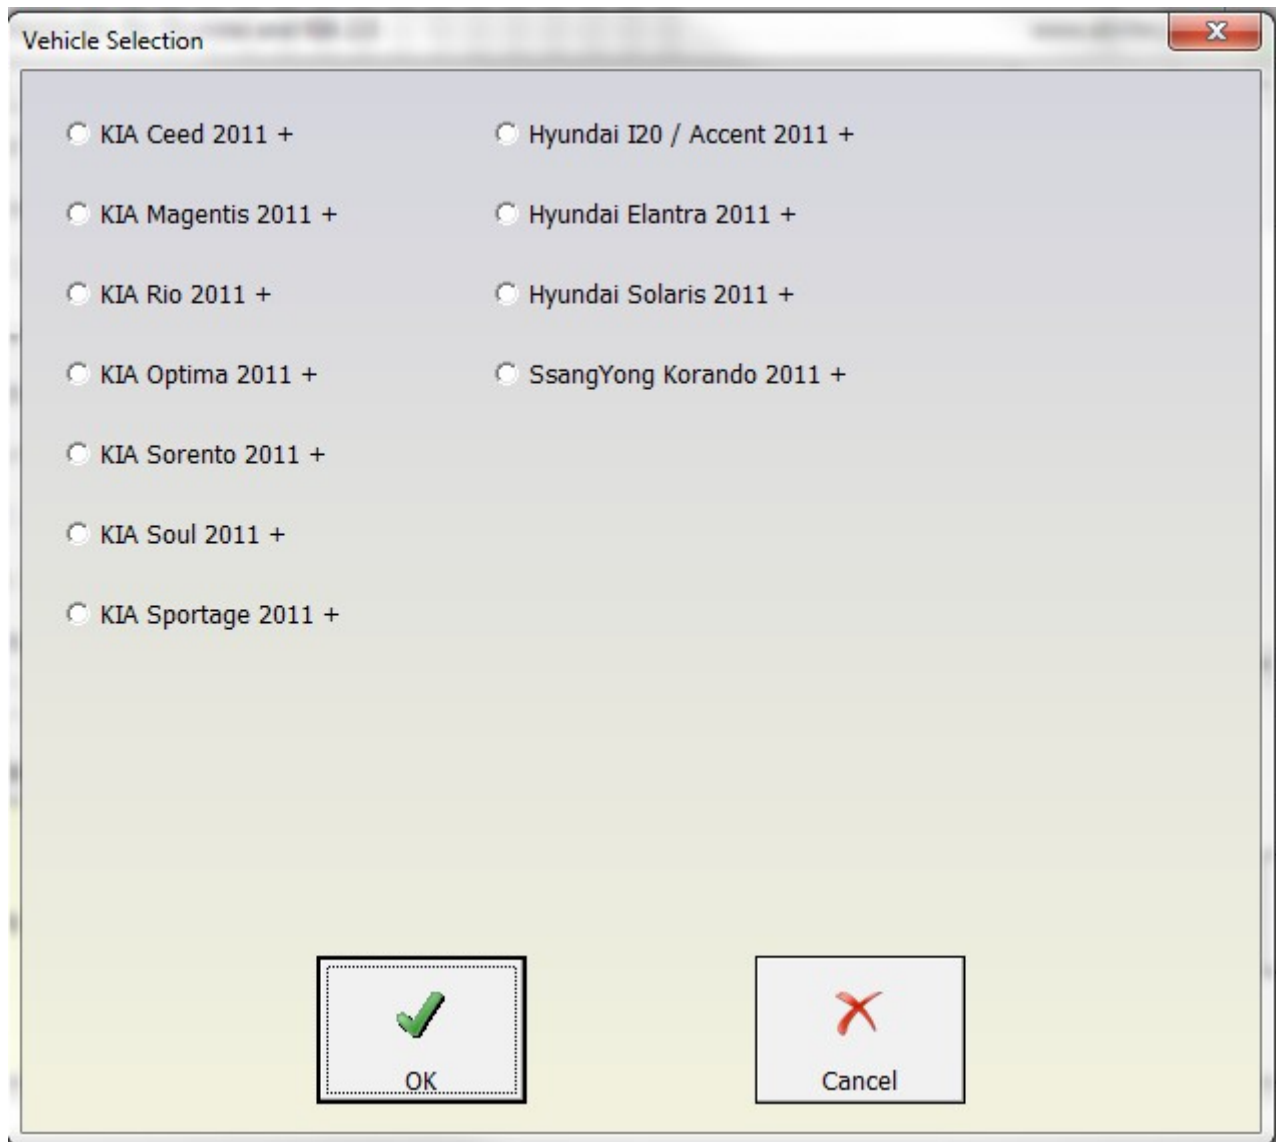 Vehicle Selection
KIA Ceed 2011 +
KIA Magentis 2011 +
KIA Rio 2011 +
KIA Optima 2011 +
KIA Sorento 2011 +
KIA Soul 2011 +
KIA Sportage 2011 +
Hyundai I20 / Accent 2011 +
Hyundai Elantra 2011 +
Hyundai Solaris 2011 +
SsangYong Korando 2011 +
OK
Cancel